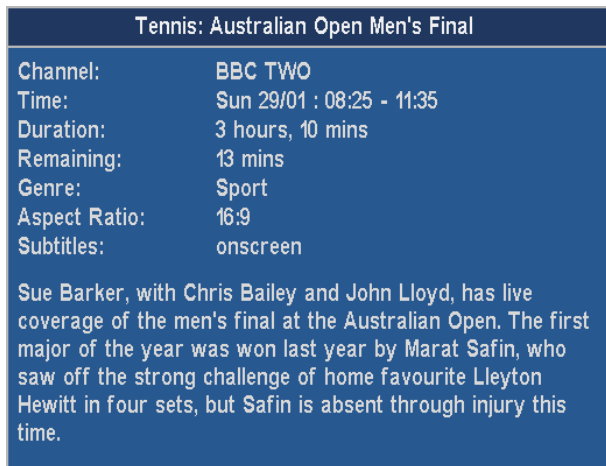 Tennis: Australian Open Men's Final
Channel: BBC TWO
Time: Sun 29/01 : 08:25 - 11:35
Duration: 3 hours, 10 mins
Remaining: 13 mins
Genre: Sport
Aspect Ratio: 16:9
Subtitles: onscreen
Sue Barker, with Chris Bailey and John Lloyd, has live
coverage of the men's final at the Australian Open. The first
major of the year was won last year by Marat Safin, who
saw off the strong challenge of home favourite Lleyton
Hewitt in four sets, but Safin is absent through injury this
time.